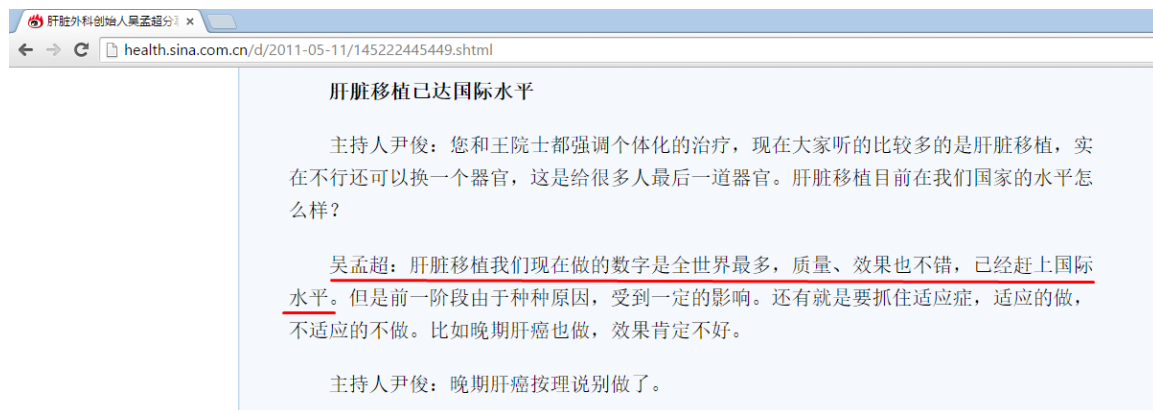 肝脏外科创始人吴孟超分
health.sina.com.cn/d/2011-05-11/145222445449.shtml
肝脏移植已达国际水平
主持人尹俊：您和王院士都强调个体化的治疗，现在大家听的比较多的是肝脏移植，实
在不行还可以换一个器官，这是给很多人最后一道器官。肝脏移植目前在我们国家的水平怎
么样？
吴孟超：肝脏移植我们现在做的数字是全世界最多，质量、效果也不错，已经赶上国际
水平。但是前一阶段由于种种原因，受到一定的影响。还有就是要抓住适应症，适应的做，
不适应的不做。比如晚期肝癌也做，效果肯定不好。
主持人尹俊：晚期肝癌按理说别做了。